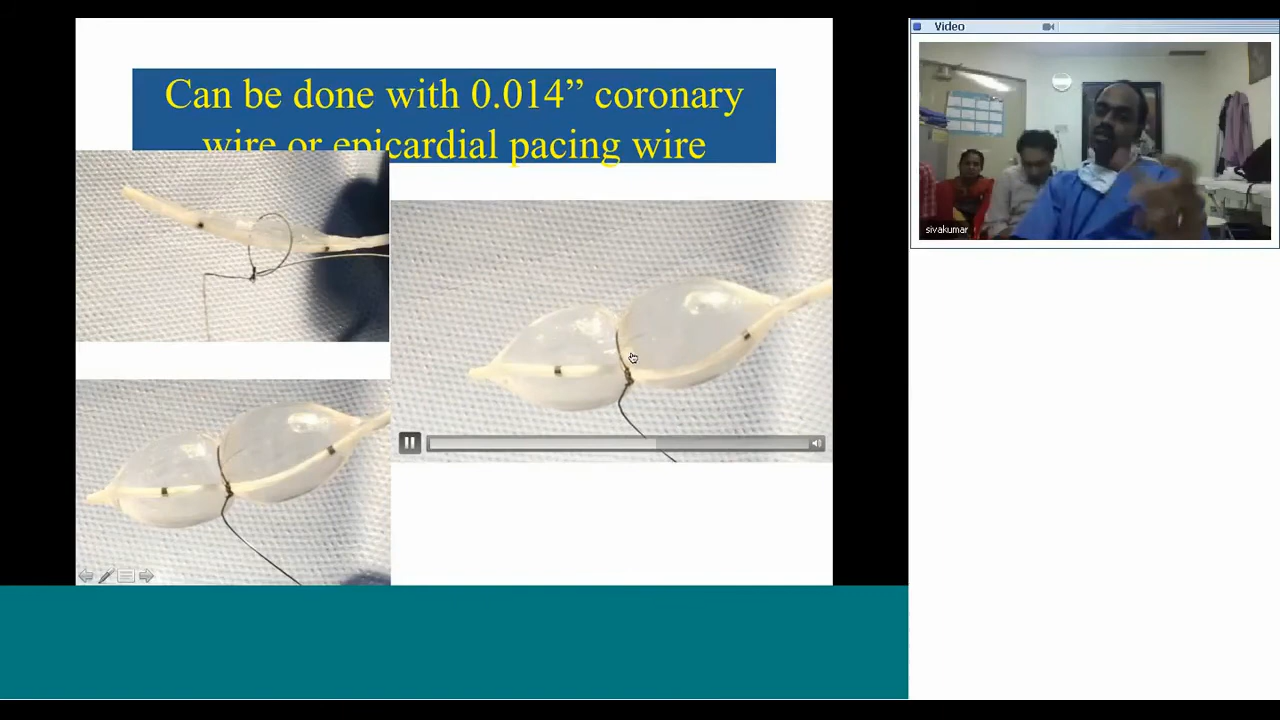 Can be done with 0.014” coronary
wire or epicardial pacing wire
Video
sivakumar